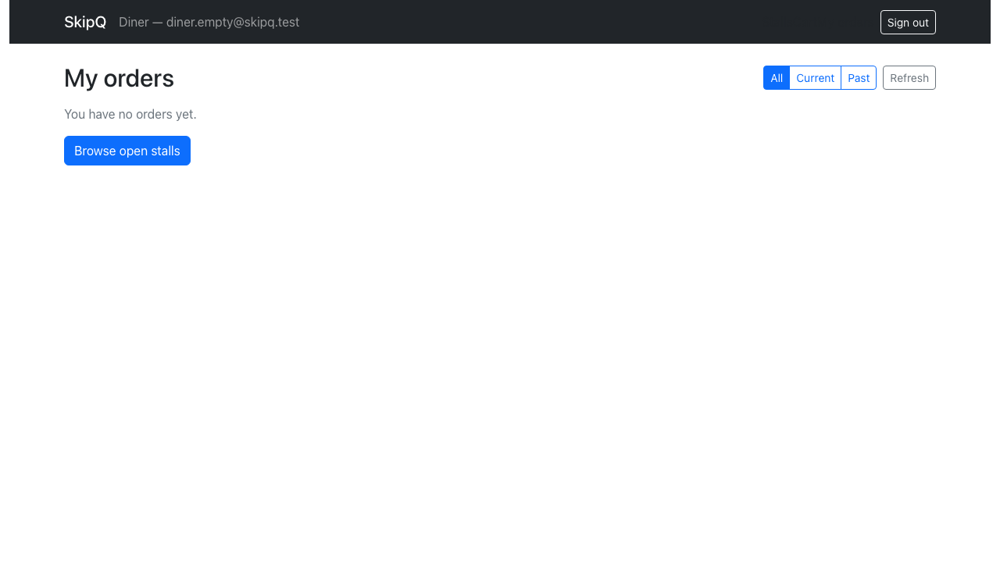 SkipQ Diner — diner.empty@skipq.test Sign out
My orders All Current Past Refresh
You have no orders yet.
Browse open stalls